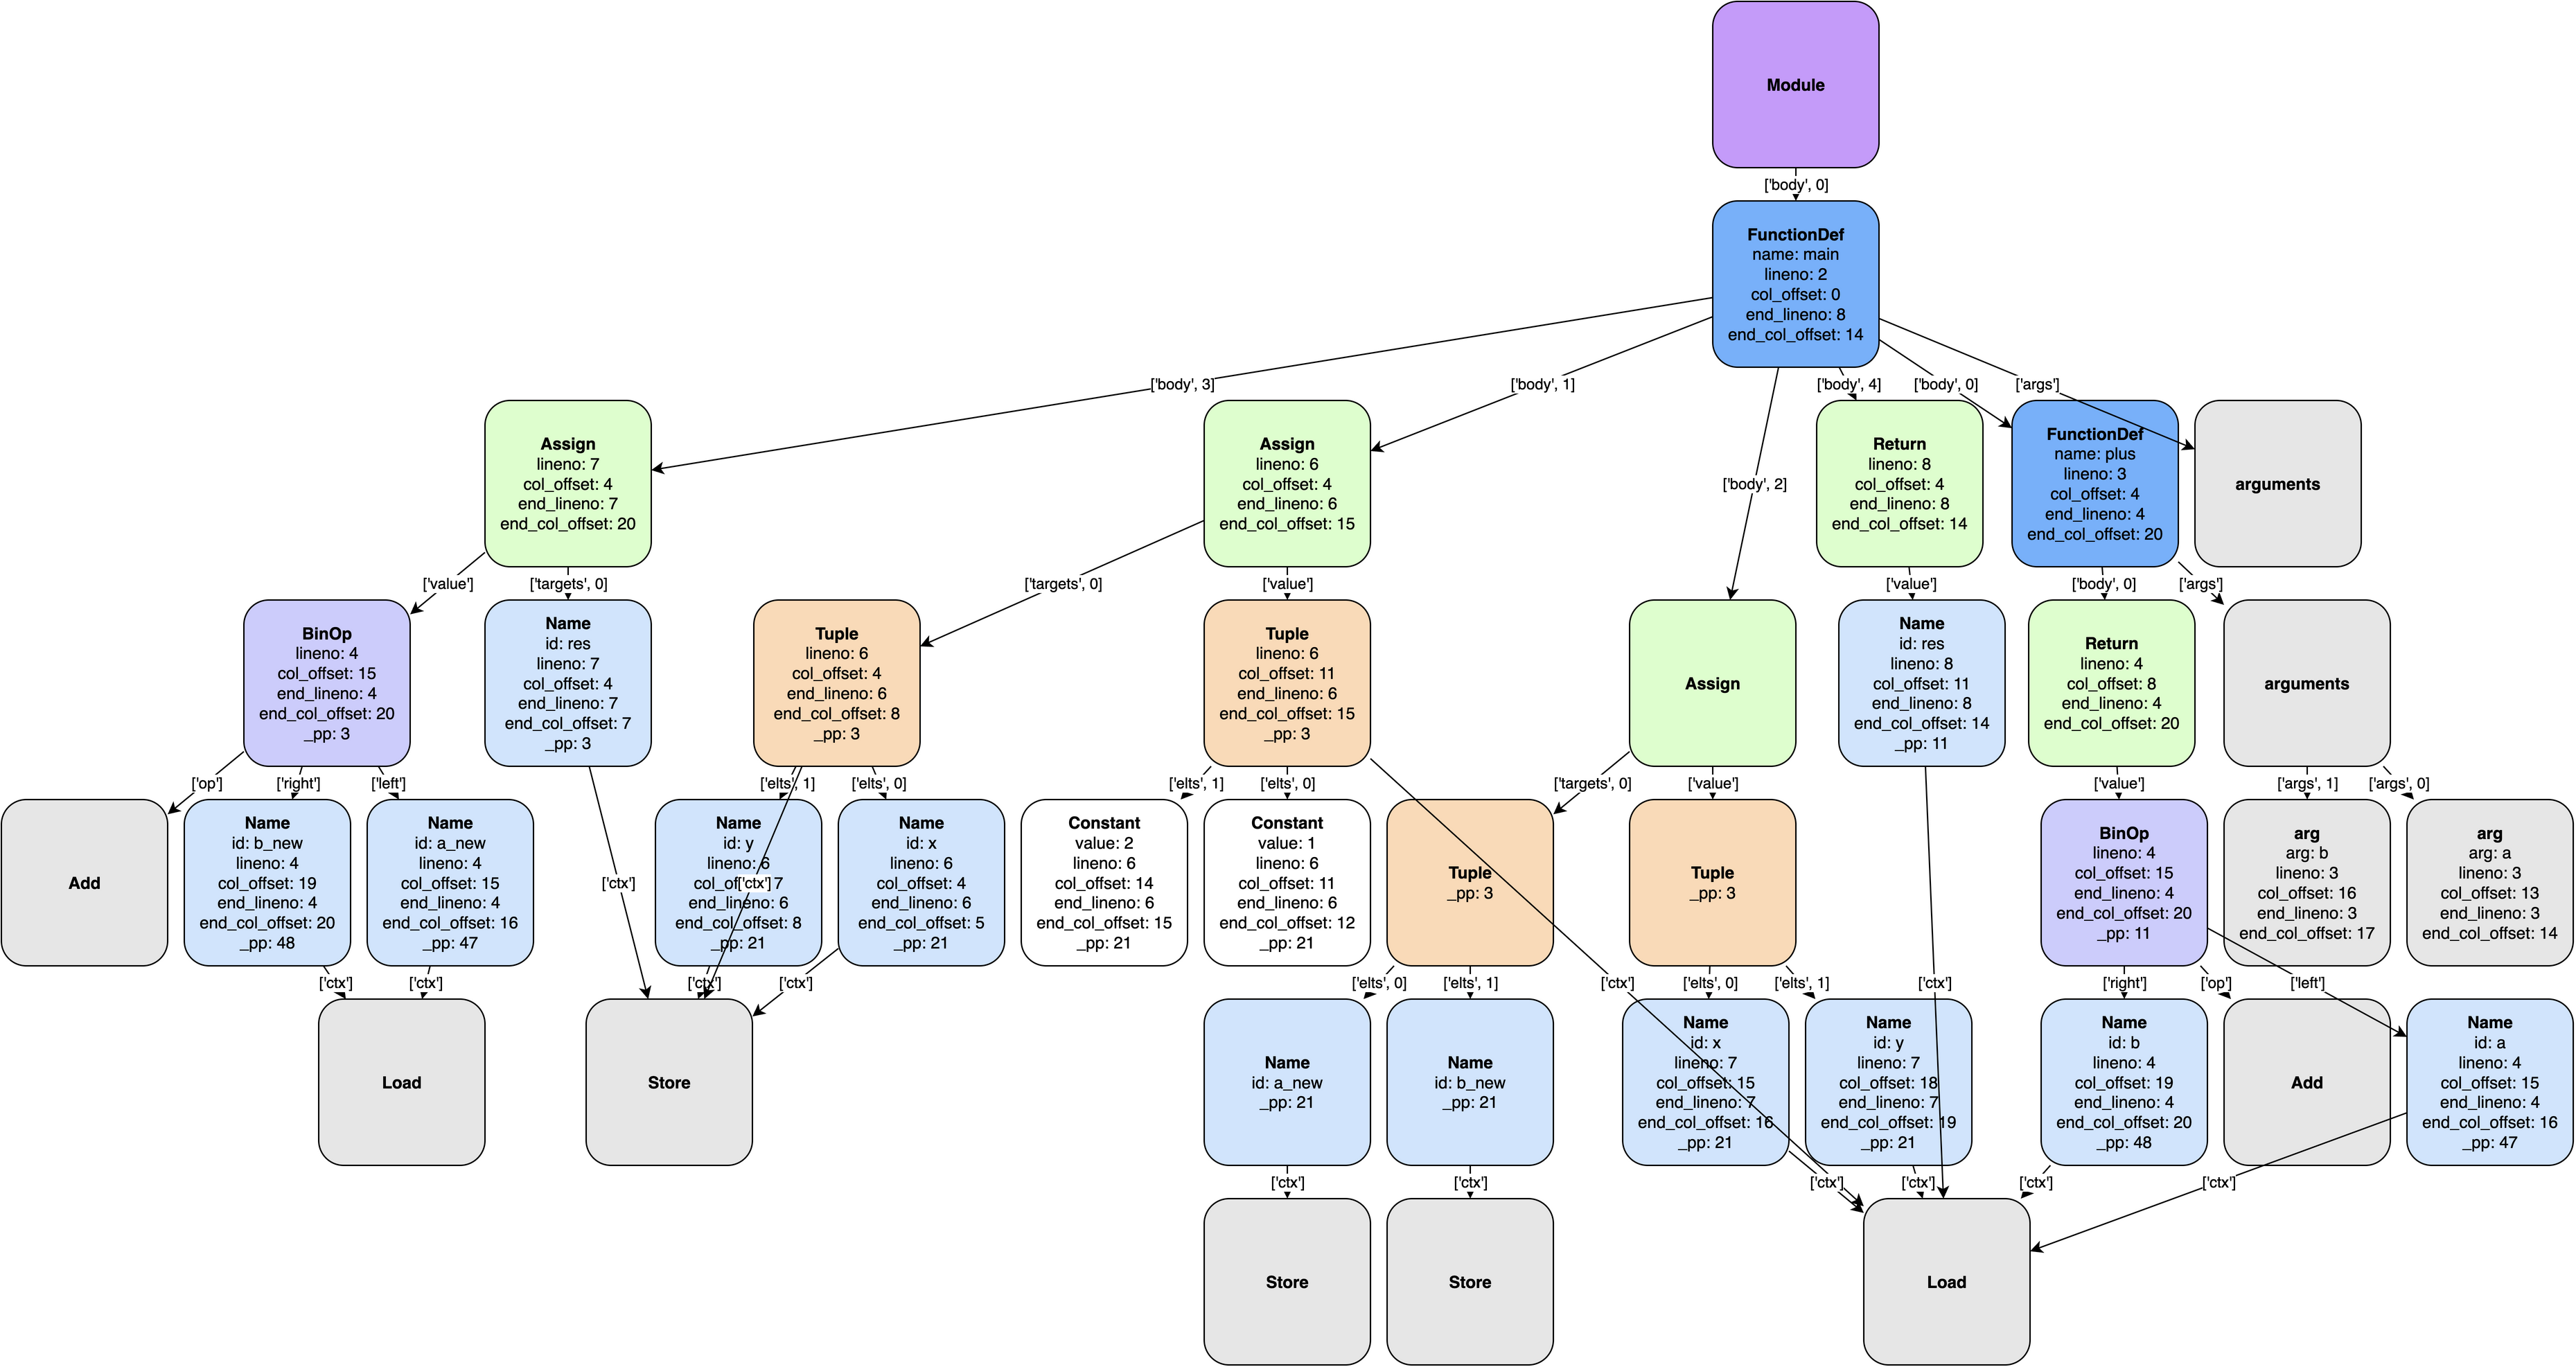 Module
['body', 0]
FunctionDef
name: main
lineno: 2
col_offset: 0
end_lineno: 8
end_col_offset: 14
['body', 3]
['body', 1]
['body', 4]
['body', 0]
['args']
['body', 2]
Assign
lineno: 7
col_offset: 4
end_lineno: 7
end_col_offset: 20
Assign
lineno: 6
col_offset: 4
end_lineno: 6
end_col_offset: 15
Return
lineno: 8
col_offset: 4
end_lineno: 8
end_col_offset: 14
FunctionDef
name: plus
lineno: 3
col_offset: 4
end_lineno: 4
end_col_offset: 20
arguments
['value']
['targets', 0]
['targets', 0]
['value']
['value']
['body', 0]
['args']
BinOp
lineno: 4
col_offset: 15
end_lineno: 4
end_col_offset: 20
_pp: 3
Name
id: res
lineno: 7
col_offset: 4
end_lineno: 7
end_col_offset: 7
_pp: 3
Tuple
lineno: 6
col_offset: 4
end_lineno: 6
end_col_offset: 8
_pp: 3
Tuple
lineno: 6
col_offset: 11
end_lineno: 6
end_col_offset: 15
_pp: 3
Assign
Name
id: res
lineno: 8
col_offset: 11
end_lineno: 8
end_col_offset: 14
_pp: 11
Return
lineno: 4
col_offset: 8
end_lineno: 4
end_col_offset: 20
arguments
['op']
['right']
['left']
['elts', 1]
['elts', 0]
['elts', 1]
['elts', 0]
['targets', 0]
['value']
['value']
['args', 1]
['args', 0]
Add
Name
id: b_new
lineno: 4
col_offset: 19
end_lineno: 4
end_col_offset: 20
_pp: 48
Name
id: a_new
lineno: 4
col_offset: 15
end_lineno: 4
end_col_offset: 16
_pp: 47
['ctx']
Name
id: y
lineno: 6
col_of ['ctx'] 7
end_lineno: 6
end_col_offset: 8
_pp: 21
Name
id: x
lineno: 6
col_offset: 4
end_lineno: 6
end_col_offset: 5
_pp: 21
Constant
value: 2
lineno: 6
col_offset: 14
end_lineno: 6
end_col_offset: 15
_pp: 21
Constant
value: 1
lineno: 6
col_offset: 11
end_lineno: 6
end_col_offset: 12
_pp: 21
Tuple
_pp: 3
Tuple
_pp: 3
BinOp
lineno: 4
col_offset: 15
end_lineno: 4
end_col_offset: 20
_pp: 11
arg
arg: b
lineno: 3
col_offset: 16
end_lineno: 3
end_col_offset: 17
arg
arg: a
lineno: 3
col_offset: 13
end_lineno: 3
end_col_offset: 14
['ctx']
['ctx']
['ctx']
['ctx']
['elts', 0]
['elts', 1]
['ctx']
['elts', 0]
['elts', 1]
['ctx']
['right']
['op']
['left']
Load
Store
Name
id: a_new
_pp: 21
Name
id: b_new
_pp: 21
Name
id: x
lineno: 7
col_offset: 15
end_lineno: 7
end_col_offset: 16
_pp: 21
Name
id: y
lineno: 7
col_offset: 18
end_lineno: 7
end_col_offset: 19
_pp: 21
Name
id: b
lineno: 4
col_offset: 19
end_lineno: 4
end_col_offset: 20
_pp: 48
Add
Name
id: a
lineno: 4
col_offset: 15
end_lineno: 4
end_col_offset: 16
_pp: 47
['ctx']
['ctx']
['ctx']
['ctx']
['ctx']
['ctx']
Store
Store
Load